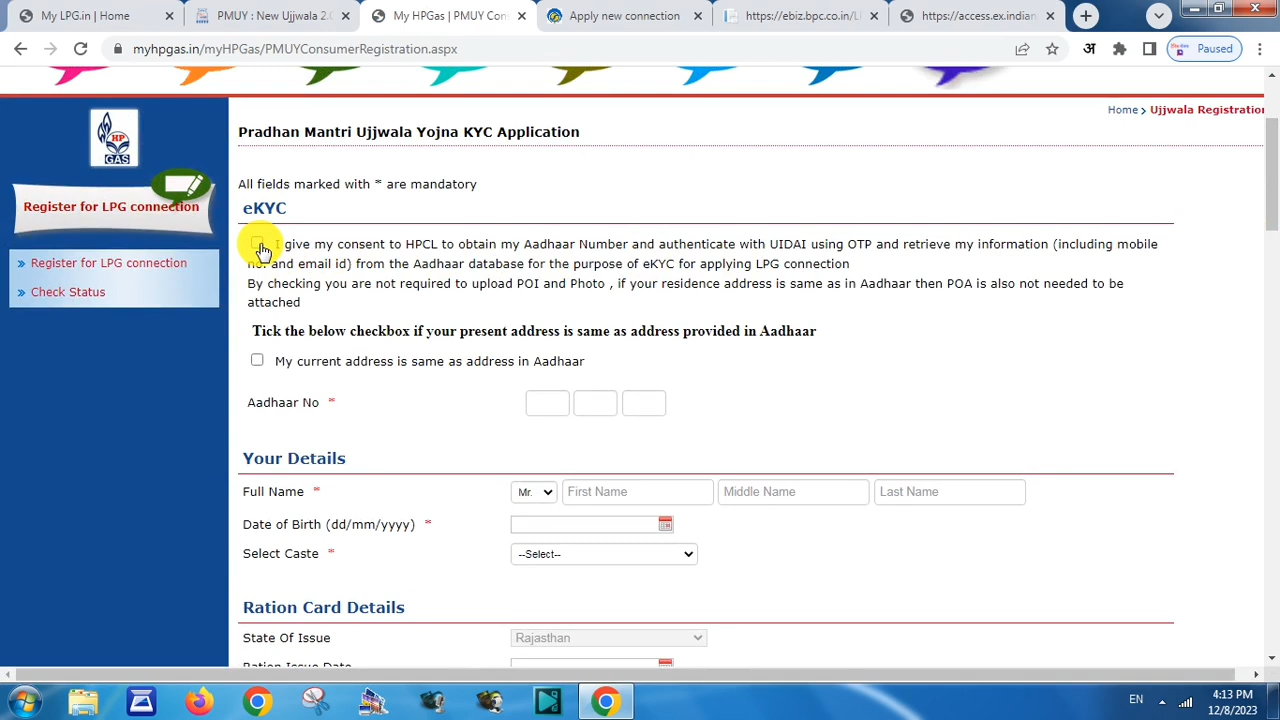 My LPG.in | Home
PMUY : New Ujjwala 2.0
My HPGas | PMUY Con
Apply new connection
https://ebiz.bpc.co.in/L
https://access.ex.indian
myhpgas.in/myHPGas/PMUYConsumerRegistration.aspx
अ
Paused
HP
GAS
Register for LPG connection
Register for LPG connection
Check Status
Home > Ujjwala Registration
Pradhan Mantri Ujjwala Yojna KYC Application
All fields marked with * are mandatory
eKYC
I give my consent to HPCL to obtain my Aadhaar Number and authenticate with UIDAI using OTP and retrieve my information (including mobile
no. and email id) from the Aadhaar database for the purpose of eKYC for applying LPG connection
By checking you are not required to upload POI and Photo , if your residence address is same as in Aadhaar then POA is also not needed to be
attached
Tick the below checkbox if your present address is same as address provided in Aadhaar
My current address is same as address in Aadhaar
Aadhaar No *
Your Details
Full Name * Mr. First Name Middle Name Last Name
Date of Birth (dd/mm/yyyy) *
Select Caste * --Select--
Ration Card Details
State Of Issue Rajasthan
Ration Issue Date
EN
4:13 PM
12/8/2023